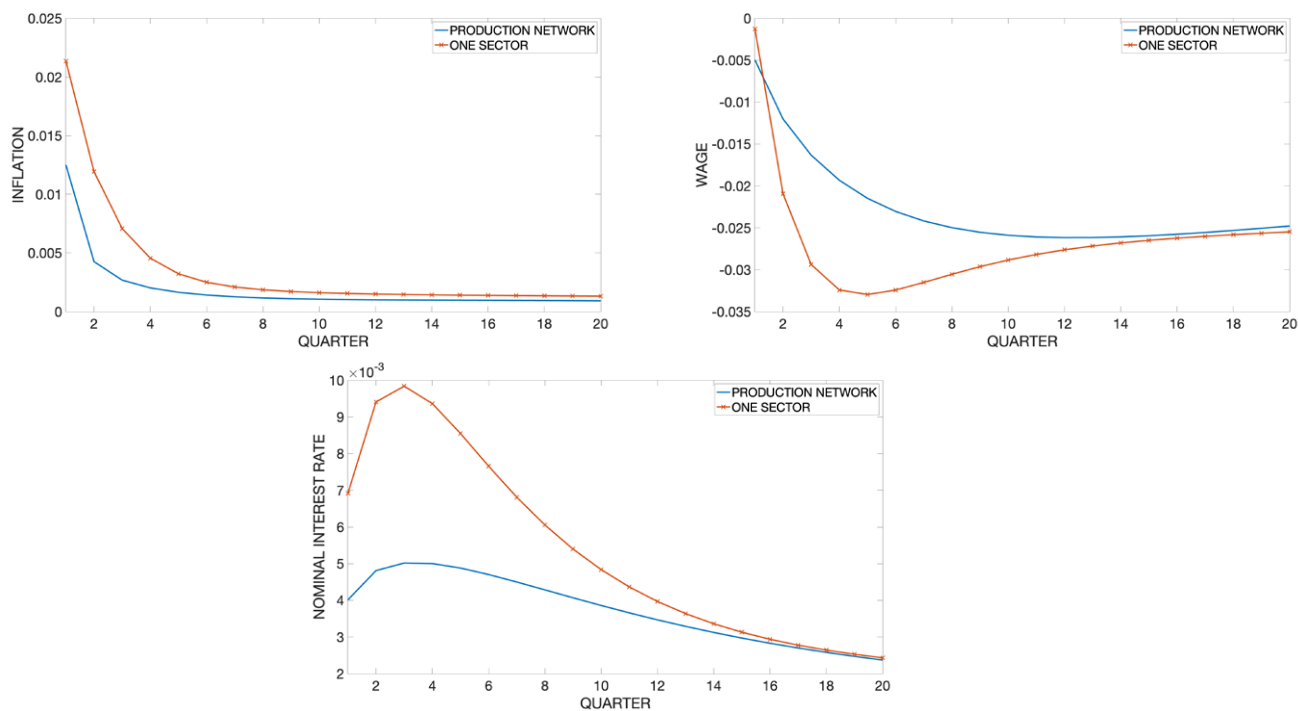 PRODUCTION NETWORK
ONE SECTOR
INFLATION
0.025
0.02
0.015
0.01
0.005
0
2 4 6 8 10 12 14 16 18 20
QUARTER
PRODUCTION NETWORK
ONE SECTOR
WAGE
0
-0.005
-0.01
-0.015
-0.02
-0.025
-0.03
-0.035
2 4 6 8 10 12 14 16 18 20
QUARTER
×10⁻³
PRODUCTION NETWORK
ONE SECTOR
NOMINAL INTEREST RATE
10
9
8
7
6
5
4
3
2
2 4 6 8 10 12 14 16 18 20
QUARTER